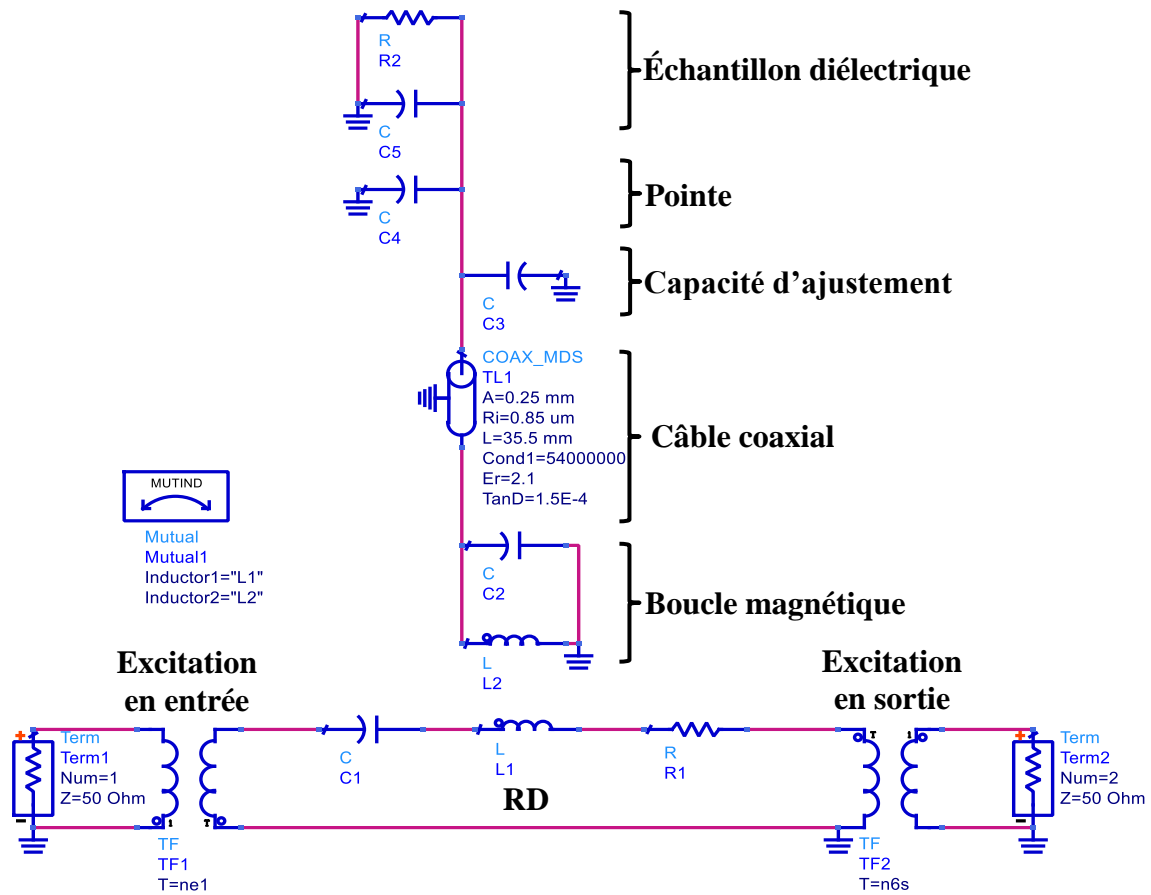 R
R2
Échantillon diélectrique
C
C5
Pointe
C
C4
Capacité d'ajustement
C
C3
COAX_MDS
TL1
A=0.25 mm
Ri=0.85 um
L=35.5 mm
Cond1=54000000
Er=2.1
TanD=1.5E-4
Câble coaxial
MUTIND
Mutual
Mutual1
Inductor1="L1"
Inductor2="L2"
C
C2
Boucle magnétique
L
L2
Excitation
en entrée
Excitation
en sortie
+
Term
Term1
Num=1
Z=50 Ohm
-
1
T
TF
TF1
T=ne1
C
C1
L
L1
R
R1
RD
T
1
TF
TF2
T=n6s
+
Term
Term2
Num=2
Z=50 Ohm
-